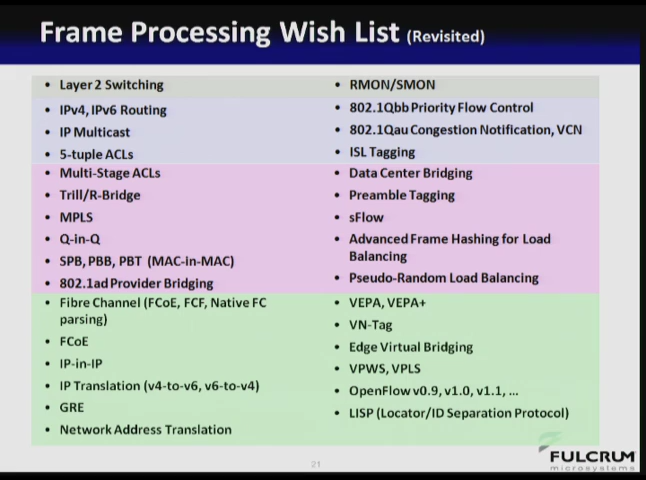 Frame Processing Wish List (Revisited)
• Layer 2 Switching
• IPv4, IPv6 Routing
• IP Multicast
• 5-tuple ACLs
• Multi-Stage ACLs
• Trill/R-Bridge
• MPLS
• Q-in-Q
• SPB, PBB, PBT (MAC-in-MAC)
• 802.1ad Provider Bridging
• Fibre Channel (FCoE, FCF, Native FC
parsing)
• FCoE
• IP-in-IP
• IP Translation (v4-to-v6, v6-to-v4)
• GRE
• Network Address Translation
• RMON/SMON
• 802.1Qbb Priority Flow Control
• 802.1Qau Congestion Notification, VCN
• ISL Tagging
• Data Center Bridging
• Preamble Tagging
• sFlow
• Advanced Frame Hashing for Load
Balancing
• Pseudo-Random Load Balancing
• VEPA, VEPA+
• VN-Tag
• Edge Virtual Bridging
• VPWS, VPLS
• OpenFlow v0.9, v1.0, v1.1, ...
• LISP (Locator/ID Separation Protocol)
21
FULCRUM
microsystems